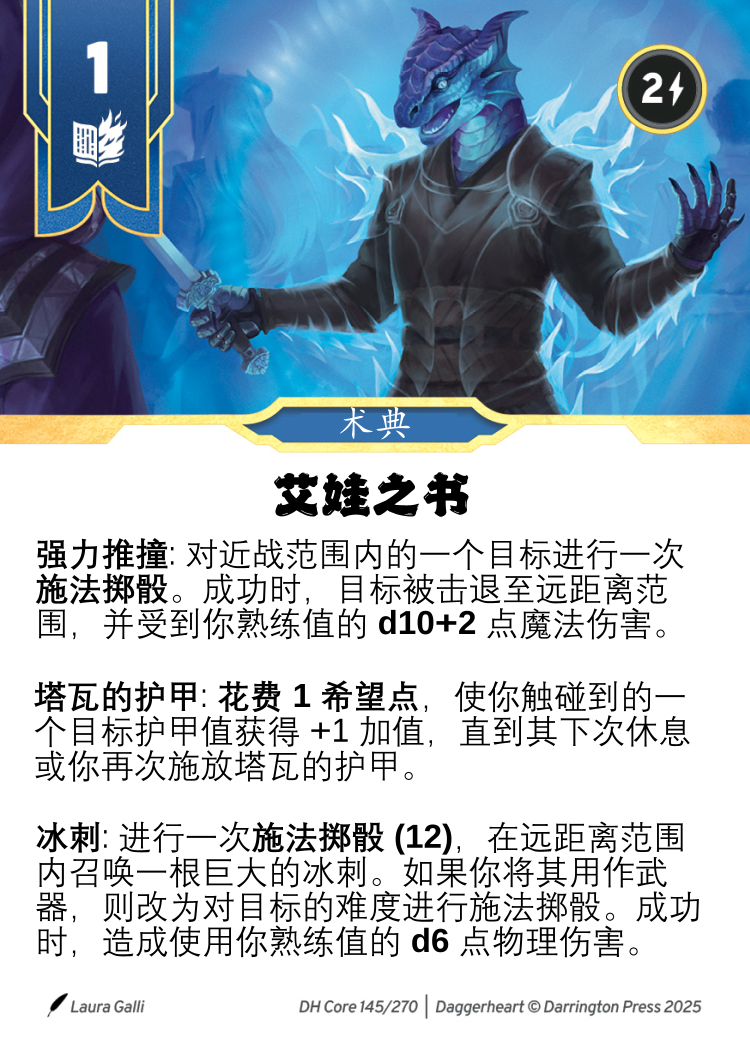 1
2
术典
艾娃之书
强力推撞: 对近战范围内的一个目标进行一次
施法掷骰。成功时，目标被击退至远距离范
围，并受到你熟练值的 d10+2 点魔法伤害。
塔瓦的护甲: 花费 1 希望点，使你触碰到的一
个目标护甲值获得 +1 加值，直到其下次休息
或你再次施放塔瓦的护甲。
冰刺: 进行一次施法掷骰 (12)，在远距离范围
内召唤一根巨大的冰刺。如果你将其用作武
器，则改为对目标的难度进行施法掷骰。成功
时，造成使用你熟练值的 d6 点物理伤害。
Laura Galli
DH Core 145/270 | Daggerheart © Darrington Press 2025